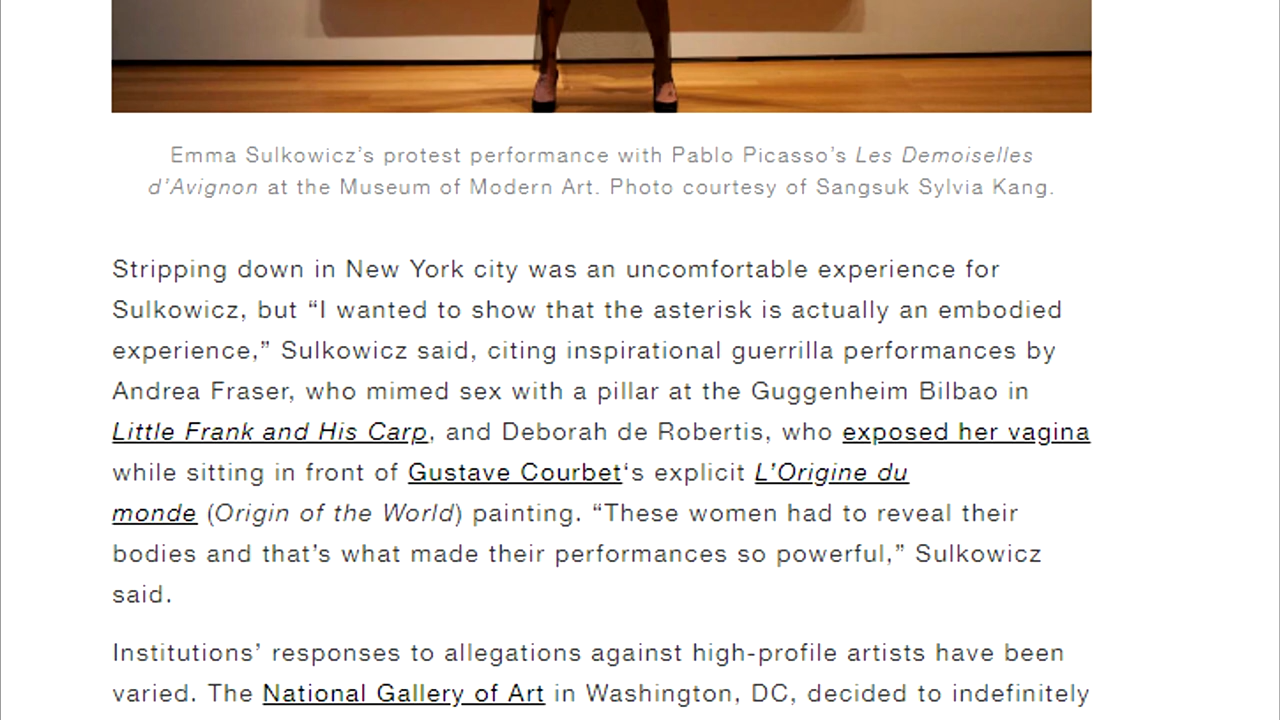 Emma Sulkowicz’s protest performance with Pablo Picasso’s Les Demoiselles
d’Avignon at the Museum of Modern Art. Photo courtesy of Sangsuk Sylvia Kang.
Stripping down in New York city was an uncomfortable experience for
Sulkowicz, but “I wanted to show that the asterisk is actually an embodied
experience,” Sulkowicz said, citing inspirational guerrilla performances by
Andrea Fraser, who mimed sex with a pillar at the Guggenheim Bilbao in
Little Frank and His Carp, and Deborah de Robertis, who exposed her vagina
while sitting in front of Gustave Courbet‘s explicit L’Origine du
monde (Origin of the World) painting. “These women had to reveal their
bodies and that’s what made their performances so powerful,” Sulkowicz
said.
Institutions’ responses to allegations against high-profile artists have been
varied. The National Gallery of Art in Washington, DC, decided to indefinitely